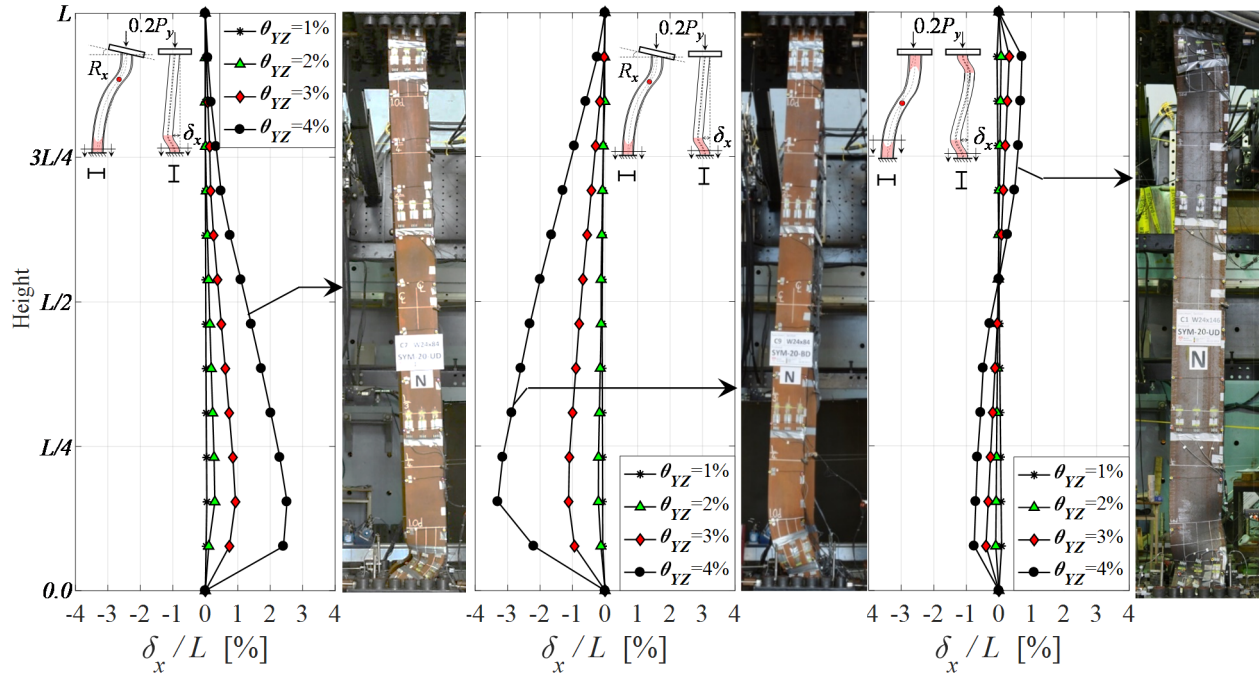 L
3L/4
L/2
L/4
0.0
Height
0.2P_y
R_x
δ_x
θ_YZ=1%
θ_YZ=2%
θ_YZ=3%
θ_YZ=4%
-4 -3 -2 -1 0 1 2 3 4
δ_x / L [%]
SYM-20-UD
N
0.2P_y
R_x
δ_x
θ_YZ=1%
θ_YZ=2%
θ_YZ=3%
θ_YZ=4%
-3 -2 -1 0 1 2 3 4
δ_x / L [%]
C9 W24x84
SYM-20-BD
N
0.2P_y
δ_x
θ_YZ=1%
θ_YZ=2%
θ_YZ=3%
θ_YZ=4%
4 -3 -2 -1 0 1 2 3 4
δ_x / L [%]
C1 W24x146
SYM-20-UD
N